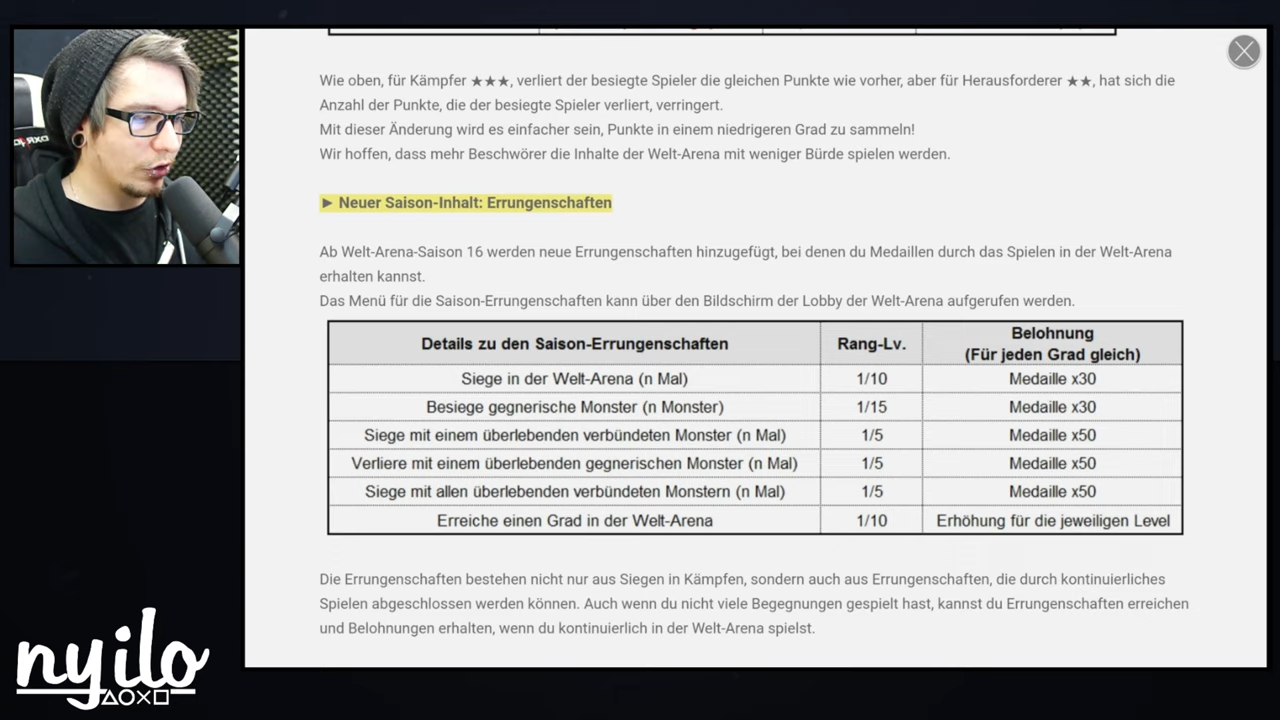 Wie oben, für Kämpfer ★★★, verliert der besiegte Spieler die gleichen Punkte wie vorher, aber für Herausforderer ★★, hat sich die
Anzahl der Punkte, die der besiegte Spieler verliert, verringert.
Mit dieser Änderung wird es einfacher sein, Punkte in einem niedrigeren Grad zu sammeln!
Wir hoffen, dass mehr Beschwörer die Inhalte der Welt-Arena mit weniger Bürde spielen werden.
► Neuer Saison-Inhalt: Errungenschaften
Ab Welt-Arena-Saison 16 werden neue Errungenschaften hinzugefügt, bei denen du Medaillen durch das Spielen in der Welt-Arena
erhalten kannst.
Das Menü für die Saison-Errungenschaften kann über den Bildschirm der Lobby der Welt-Arena aufgerufen werden.
Details zu den Saison-Errungenschaften Rang-Lv. Belohnung
(Für jeden Grad gleich)
Siege in der Welt-Arena (n Mal) 1/10 Medaille x30
Besiege gegnerische Monster (n Monster) 1/15 Medaille x30
Siege mit einem überlebenden verbündeten Monster (n Mal) 1/5 Medaille x50
Verliere mit einem überlebenden gegnerischen Monster (n Mal) 1/5 Medaille x50
Siege mit allen überlebenden verbündeten Monstern (n Mal) 1/5 Medaille x50
Erreiche einen Grad in der Welt-Arena 1/10 Erhöhung für die jeweiligen Level
Die Errungenschaften bestehen nicht nur aus Siegen in Kämpfen, sondern auch aus Errungenschaften, die durch kontinuierliches
Spielen abgeschlossen werden können. Auch wenn du nicht viele Begegnungen gespielt hast, kannst du Errungenschaften erreichen
und Belohnungen erhalten, wenn du kontinuierlich in der Welt-Arena spielst.
nyilo